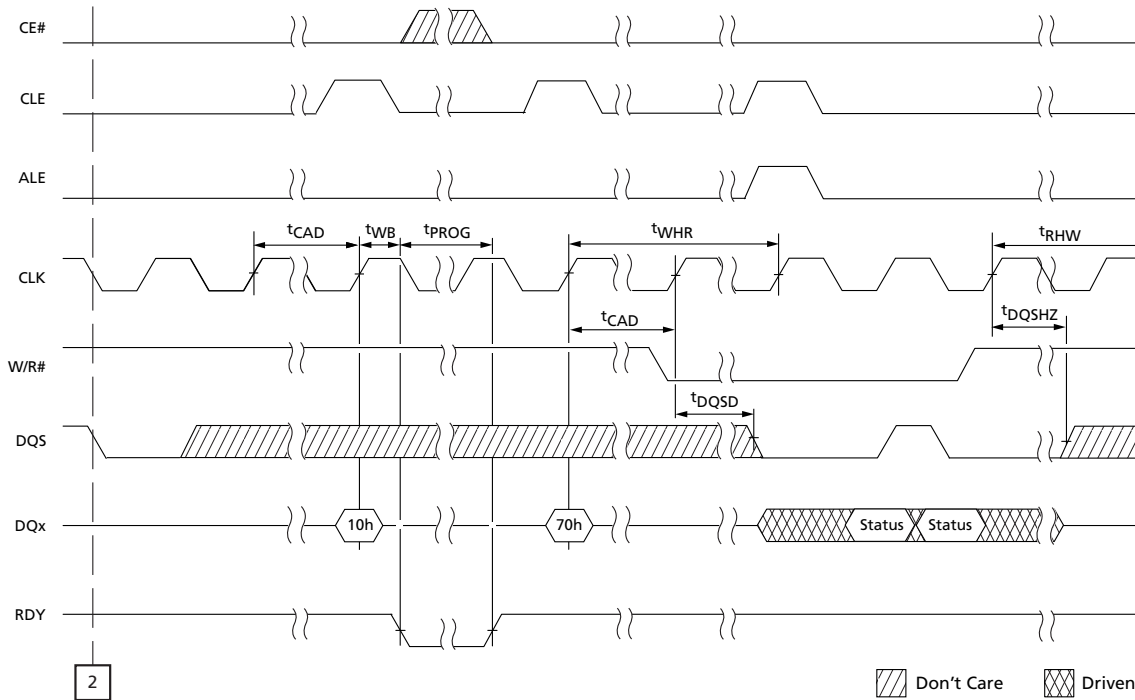 CE#
CLE
ALE
tCAD tWB tPROG tWHR tRHW
CLK
tDQSHZ
tCAD
W/R#
tDQSD
DQS
DQx 10h 70h Status Status
RDY
2 Don't Care Driven